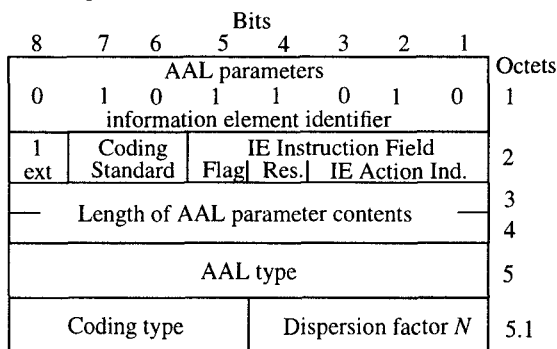 Bits
8 7 6 5 4 3 2 1
AAL parameters Octets
0 1 0 1 1 0 1 0 1
information element identifier
1 Coding IE Instruction Field 2
ext Standard Flag Res. IE Action Ind.
3
Length of AAL parameter contents
4
AAL type 5
Coding type Dispersion factor N 5.1